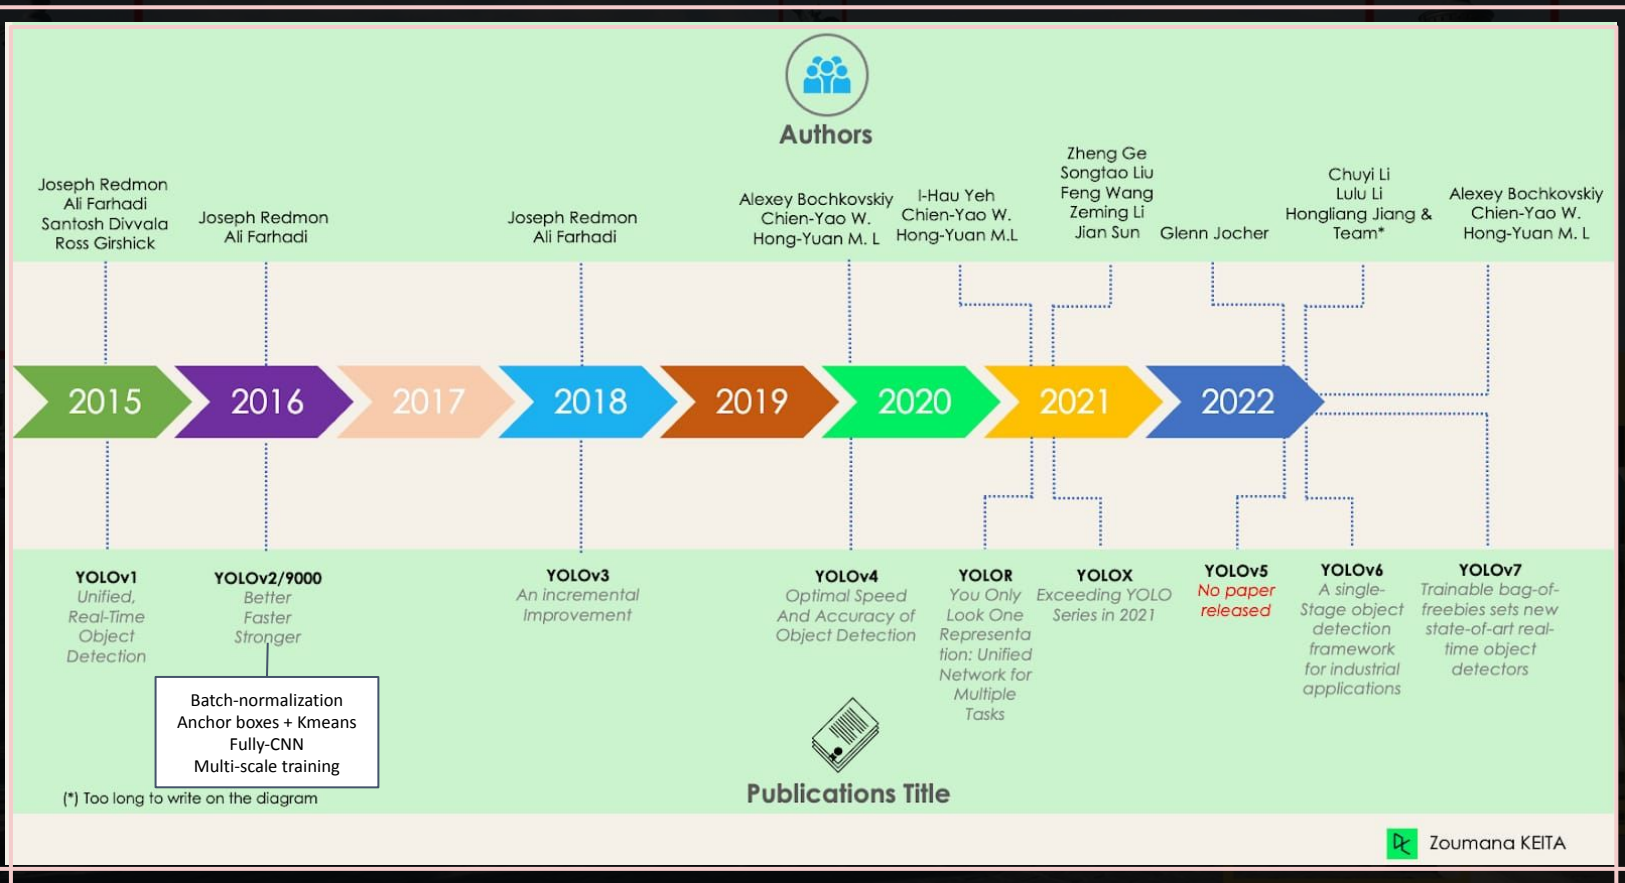 Authors
Joseph Redmon
Ali Farhadi
Santosh Divvala
Ross Girshick
Joseph Redmon
Ali Farhadi
Joseph Redmon
Ali Farhadi
Alexey Bochkovskiy
Chien-Yao W.
Hong-Yuan M. L
I-Hau Yeh
Chien-Yao W.
Hong-Yuan M.L
Zheng Ge
Songtao Liu
Feng Wang
Zeming Li
Jian Sun
Glenn Jocher
Chuyi Li
Lulu Li
Hongliang Jiang &
Team*
Alexey Bochkovskiy
Chien-Yao W.
Hong-Yuan M. L
2015
2016
2017
2018
2019
2020
2021
2022
YOLOv1
Unified,
Real-Time
Object
Detection
YOLOv2/9000
Better
Faster
Stronger
Batch-normalization
Anchor boxes + Kmeans
Fully-CNN
Multi-scale training
YOLOv3
An incremental
Improvement
YOLOv4
Optimal Speed
And Accuracy of
Object Detection
YOLOR
You Only
Look One
Representa
tion: Unified
Network for
Multiple
Tasks
YOLOX
Exceeding YOLO
Series in 2021
YOLOv5
No paper
released
YOLOv6
A single-
Stage object
detection
framework
for industrial
applications
YOLOv7
Trainable bag-of-
freebies sets new
state-of-art real-
time object
detectors
(*) Too long to write on the diagram
Publications Title
Zoumana KEITA